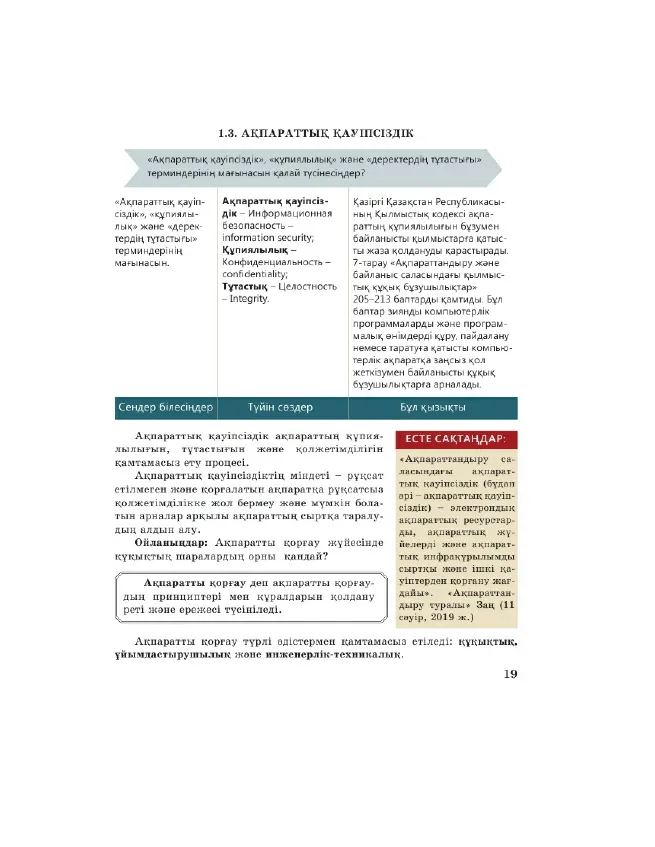 1.3. АҚПАРАТТЫҚ ҚАУІПСІЗДІК
«Ақпараттық қауіпсіздік», «құпиялылық» және «деректердің тұтастығы»
терминдерінің мағынасын қалай түсінесіңдер?
«Ақпараттық қауіп-
сіздік», «құпиялы-
лық» және «дерек-
тердің тұтастығы»
терминдерінің
мағынасын.
Ақпараттық қауіпсіз-
дік – Информационная
безопасность –
information security;
Құпиялылық –
Конфиденциальность –
confidentiality;
Тұтастық – Целостность
– Integrity.
Қазіргі Қазақстан Республикасы-
ның Қылмыстық кодексі ақпа-
раттың құпиялылығын бұзумен
байланысты қылмыстарға қатыс-
ты жаза қолдануды қарастырады.
7-тарау «Ақпараттандыру және
байланыс саласындағы қылмыс-
тық құқық бұзушылықтар»
205–213 баптарды қамтиды. Бұл
баптар зиянды компьютерлік
программаларды және програм-
малық өнімдерді құру, пайдалану
немесе таратуға қатысты компью-
терлік ақпаратқа заңсыз қол
жеткізумен байланысты құқық
бұзушылықтарға арналады.
Сендер білесіңдер
Түйін сөздер
Бұл қызықты
Ақпараттық қауіпсіздік ақпараттың құпия-
лылығын, тұтастығын және қолжетімділігін
қамтамасыз ету процесі.
Ақпараттық қауіпсіздіктің міндеті – рұқсат
етілмеген және қорғалатын ақпаратқа рұқсатсыз
қолжетімділікке жол бермеу және мүмкін бола-
тын арналар арқылы ақпараттың сыртқа таралу-
дың алдын алу.
Ойланыңдар: Ақпаратты қорғау жүйесінде
құқықтық шаралардың орны қандай?
Ақпаратты қорғау деп ақпаратты қорғау-
дың принциптері мен құралдарын қолдану
реті және ережесі түсініледі.
ЕСТЕ САҚТАҢДАР:
«Ақпараттандыру са-
ласындағы ақпарат-
тық қауіпсіздік (бұдан
әрі – ақпараттық қауіп-
сіздік) – электрондық
ақпараттық ресурстар-
ды, ақпараттық жү-
йелерді және ақпарат-
тық инфрақұрылымды
сыртқы және ішкі қа-
уіптерден қорғану жағ-
дайы». «Ақпараттан-
дыру туралы» Заң (11
сәуір, 2019 ж.)
Ақпаратты қорғау түрлі әдістермен қамтамасыз етіледі: құқықтық,
ұйымдастырушылық және инженерлік-техникалық.
19